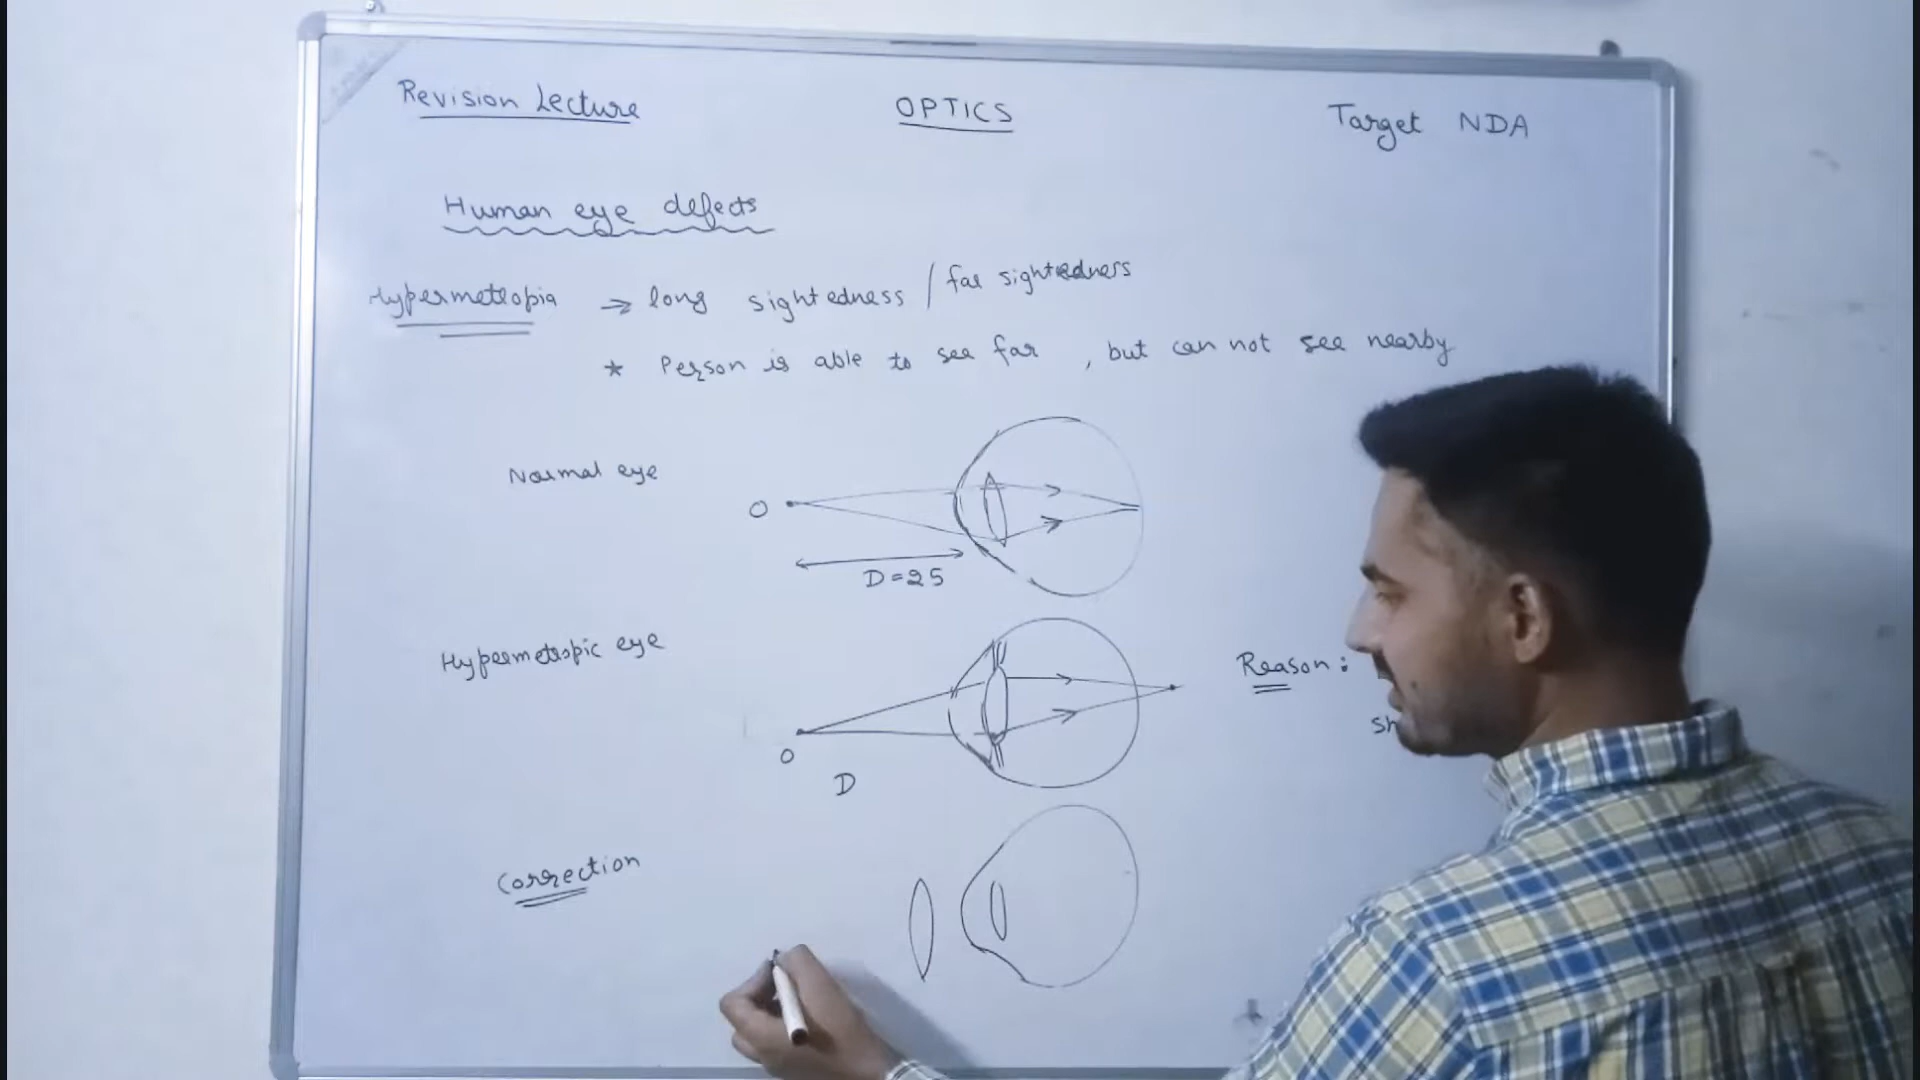 Revision Lecture OPTICS Target NDA
Human eye defects
Hypermetropia → long sightedness / far sightedness
* Person is able to see far , but can not see nearby
Normal eye
O
D = 25
Hypermetropic eye
Reason :
O
D
Correction